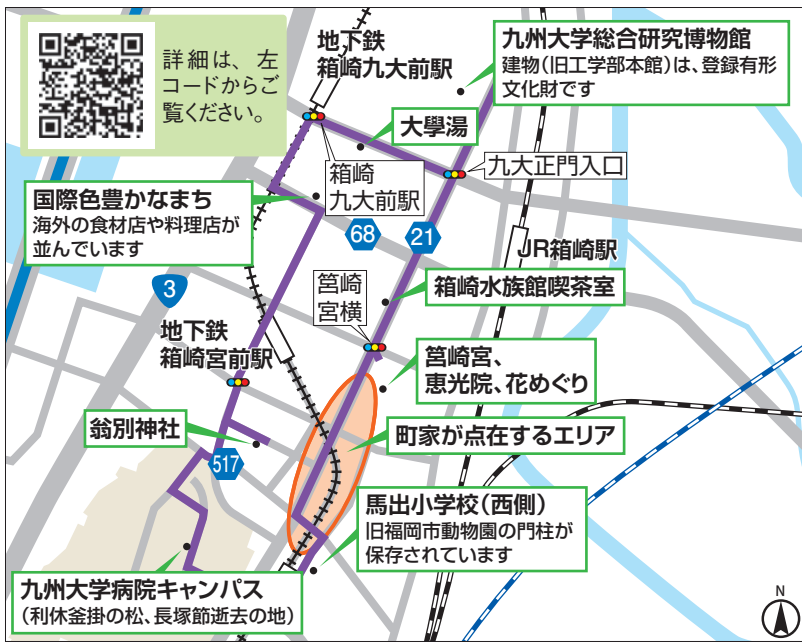 詳細は、左
コードからご
覧ください。
地下鉄
箱崎九大前駅
九州大学総合研究博物館
建物(旧工学部本館)は、登録有形
文化財です
大學湯
箱崎
九大前駅
九大正門入口
国際色豊かなまち
海外の食材店や料理店が
並んでいます
68
21
JR箱崎駅
3
箱崎水族館喫茶室
筥崎
宮横
地下鉄
箱崎宮前駅
筥崎宮、
恵光院、花めぐり
翁別神社
町家が点在するエリア
517
馬出小学校(西側)
旧福岡市動物園の門柱が
保存されています
九州大学病院キャンパス
(利休釜掛の松、長塚節逝去の地)
N